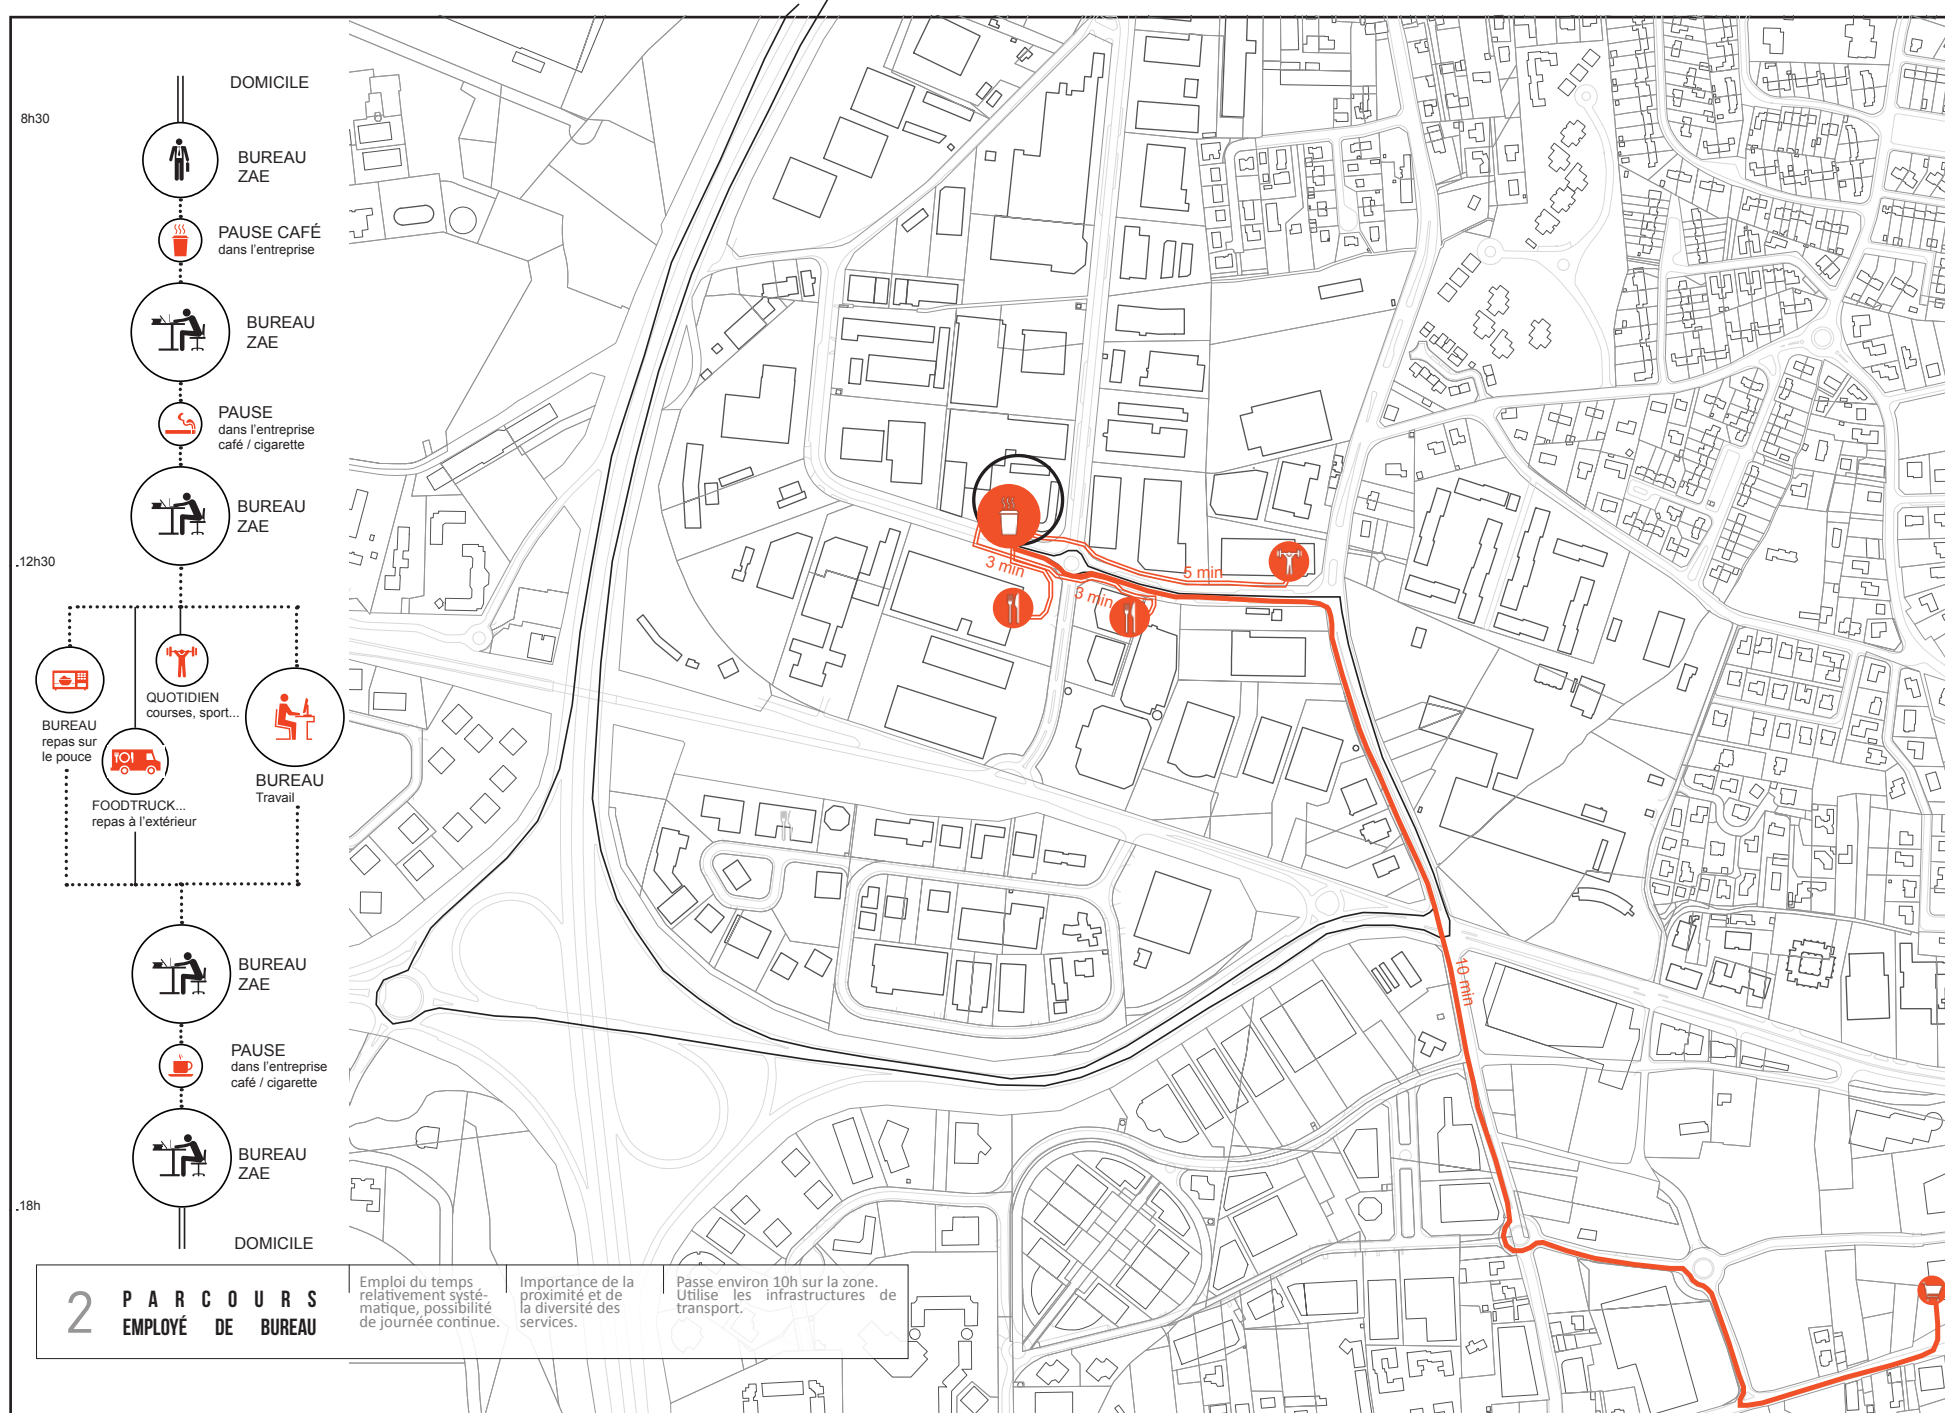 DOMICILE
8h30
BUREAU
ZAE
PAUSE CAFÉ
dans l'entreprise
BUREAU
ZAE
PAUSE
dans l'entreprise
café / cigarette
BUREAU
ZAE
12h30
QUOTIDIEN
courses, sport...
BUREAU
repas sur
le pouce
BUREAU
Travail
FOODTRUCK...
repas à l'extérieur
BUREAU
ZAE
PAUSE
dans l'entreprise
café / cigarette
BUREAU
ZAE
18h
DOMICILE
2
PARCOURS
EMPLOYÉ DE BUREAU
Emploi du temps
relativement systé-
matique, possibilité
de journée continue.
Importance de la
proximité et de
la diversité des
services.
Passe environ 10h sur la zone.
Utilise les infrastructures de
transport.
3 min
3 min
5 min
10 min